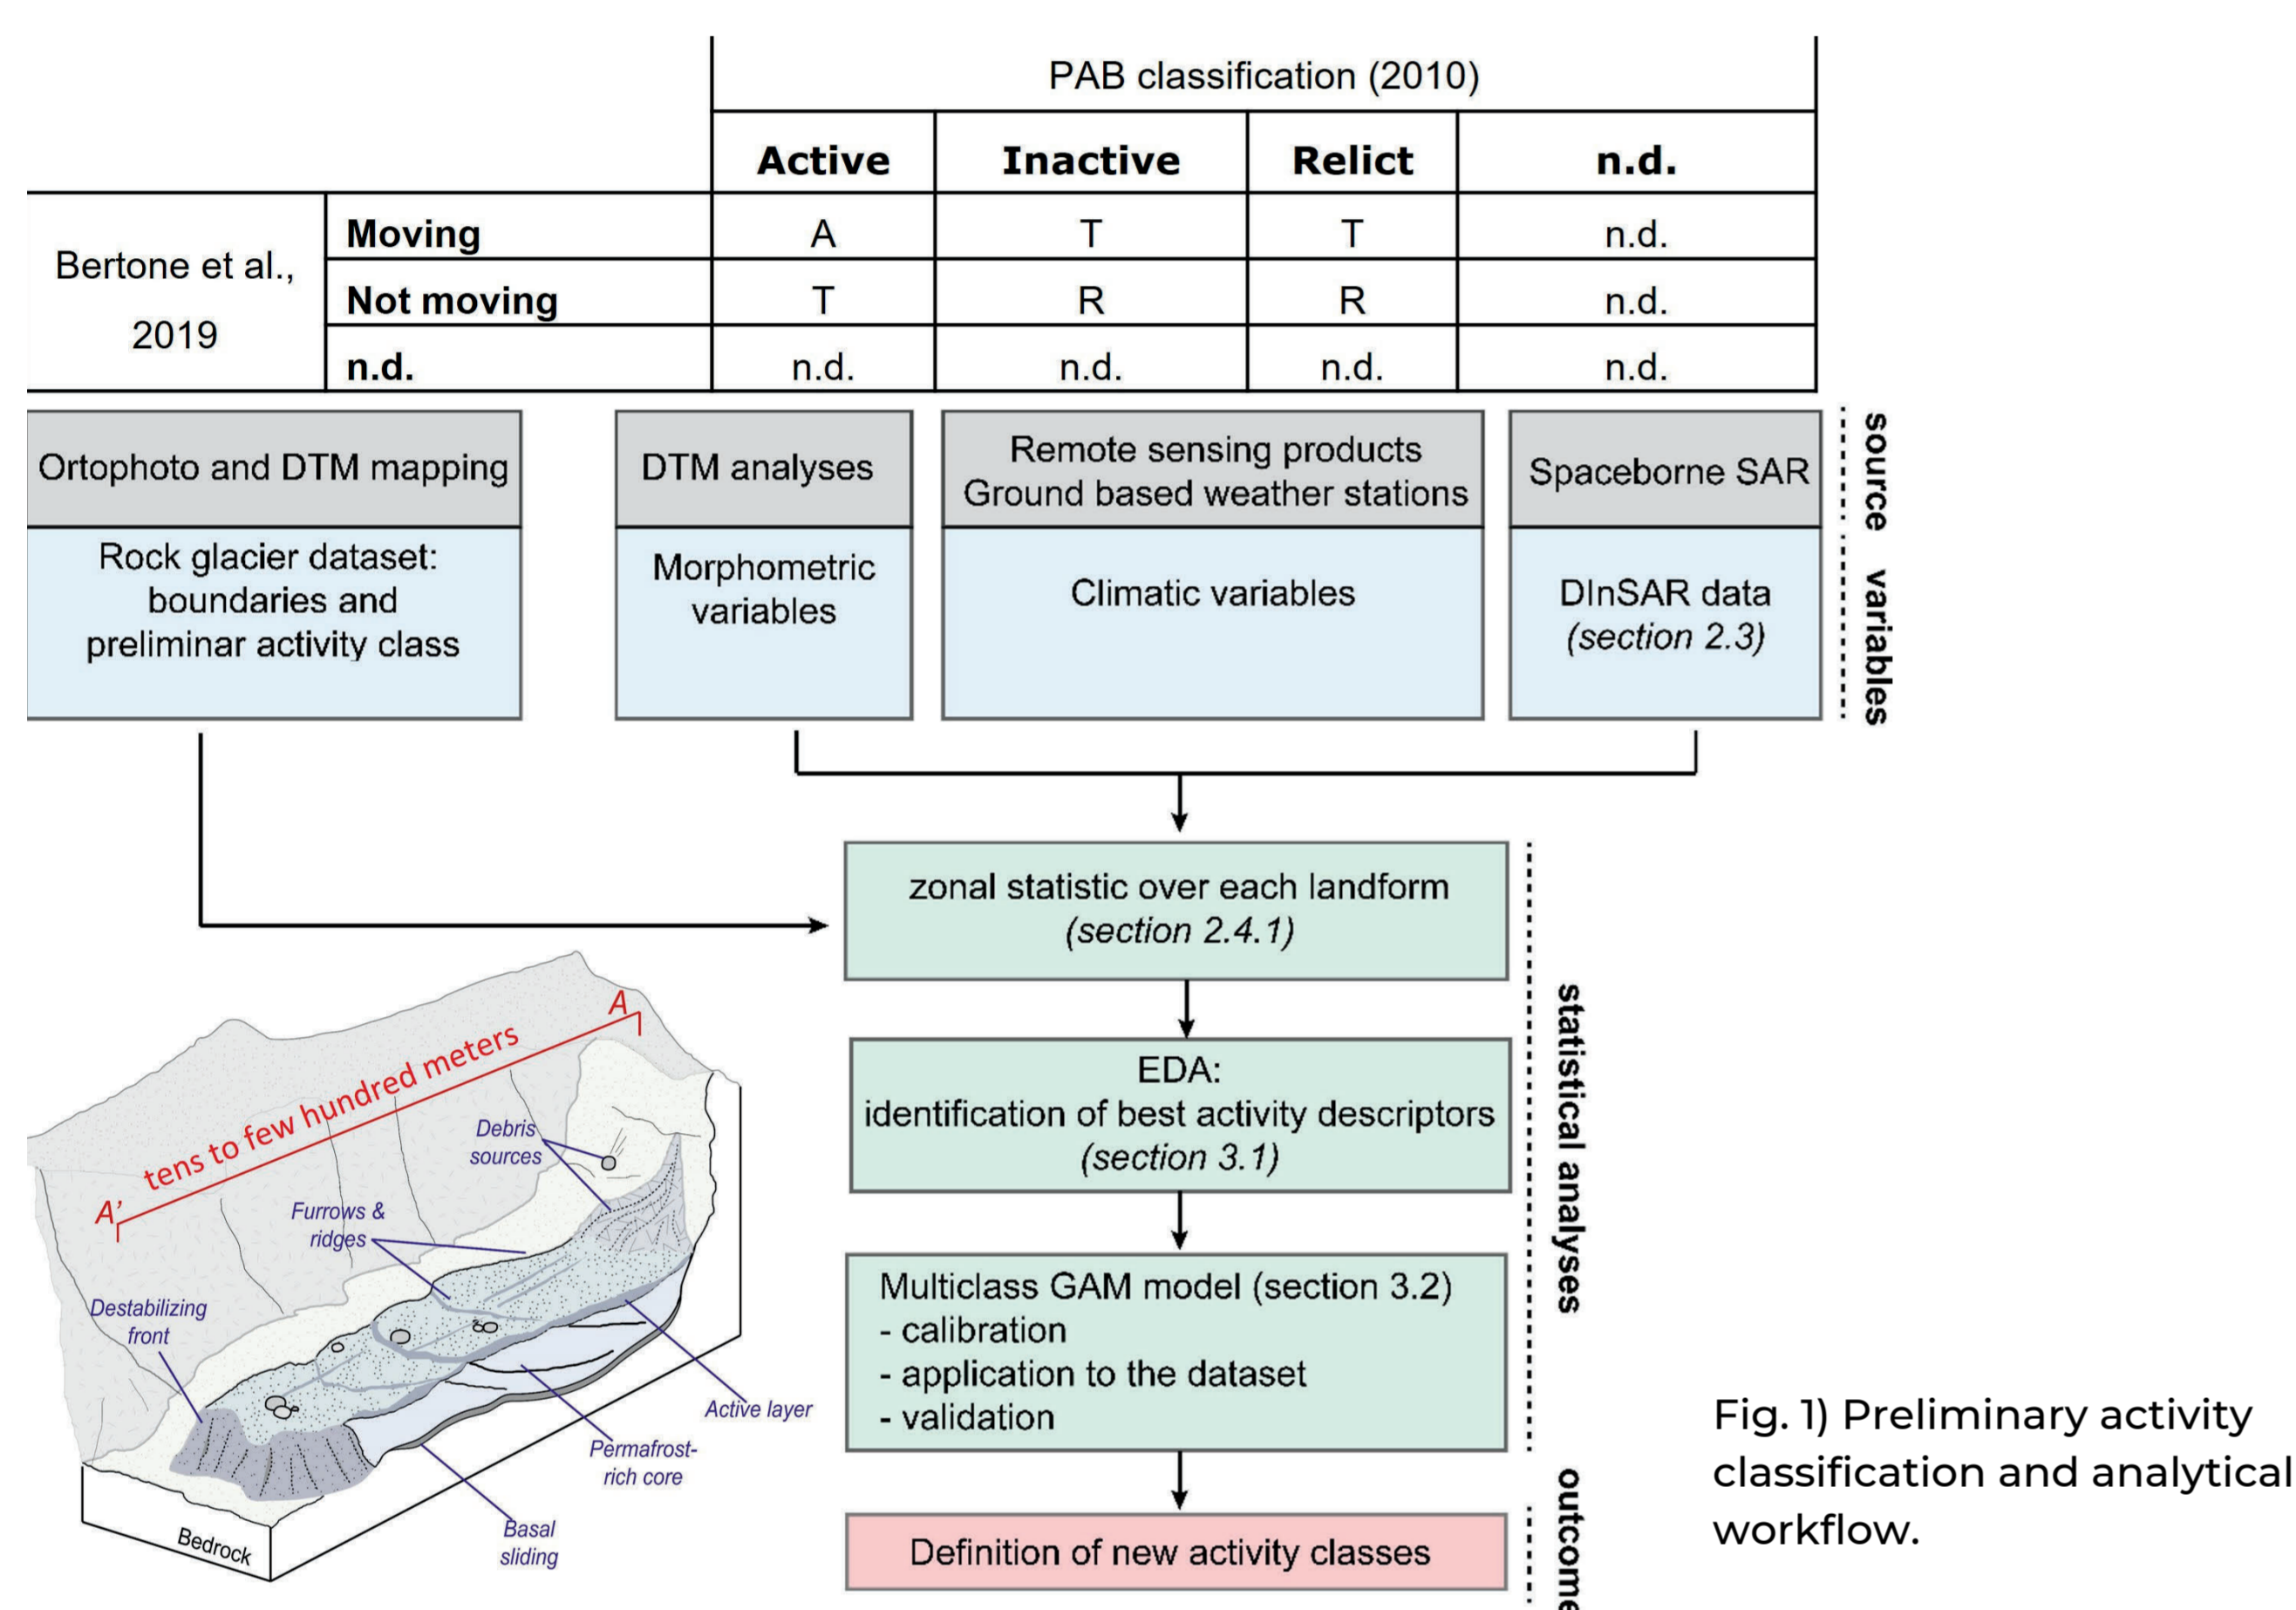 PAB classification (2010)
Active Inactive Relict n.d.
Bertone et al.,
2019
Moving A T T n.d.
Not moving T R R n.d.
n.d. n.d. n.d. n.d. n.d.
Ortophoto and DTM mapping
Rock glacier dataset:
boundaries and
preliminar activity class
DTM analyses
Morphometric
variables
Remote sensing products
Ground based weather stations
Climatic variables
Spaceborne SAR
DInSAR data
(section 2.3)
source
variables
zonal statistic over each landform
(section 2.4.1)
EDA:
identification of best activity descriptors
(section 3.1)
Multiclass GAM model (section 3.2)
- calibration
- application to the dataset
- validation
statistical analyses
Definition of new activity classes
outcome
A
tens to few hundred meters
A'
Debris
sources
Furrows &
ridges
Destabilizing
front
Active layer
Permafrost-
rich core
Basal
sliding
Bedrock
Fig. 1) Preliminary activity
classification and analytical
workflow.